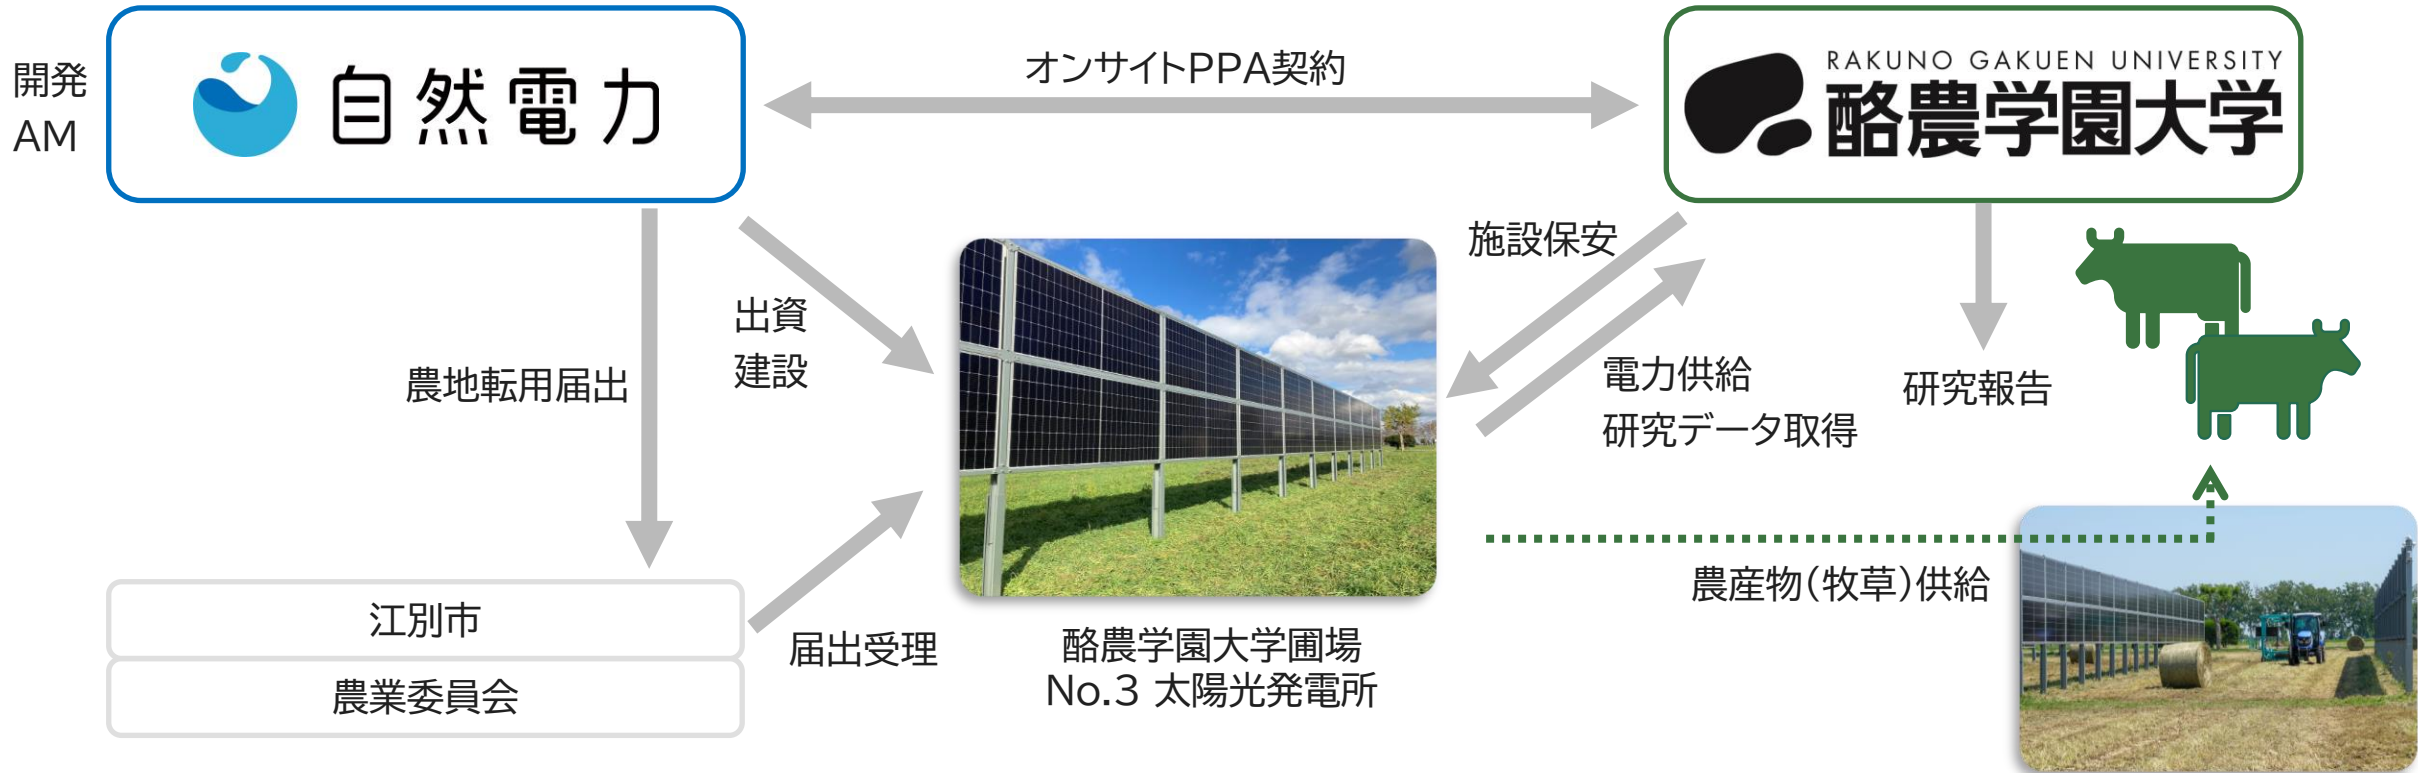 開発
AM
自然電力
オンサイトPPA契約
RAKUNO GAKUEN UNIVERSITY
酪農学園大学
施設保安
出資
建設
農地転用届出
電力供給
研究データ取得
研究報告
農産物(牧草)供給
江別市
農業委員会
届出受理
酪農学園大学圃場
No.3 太陽光発電所